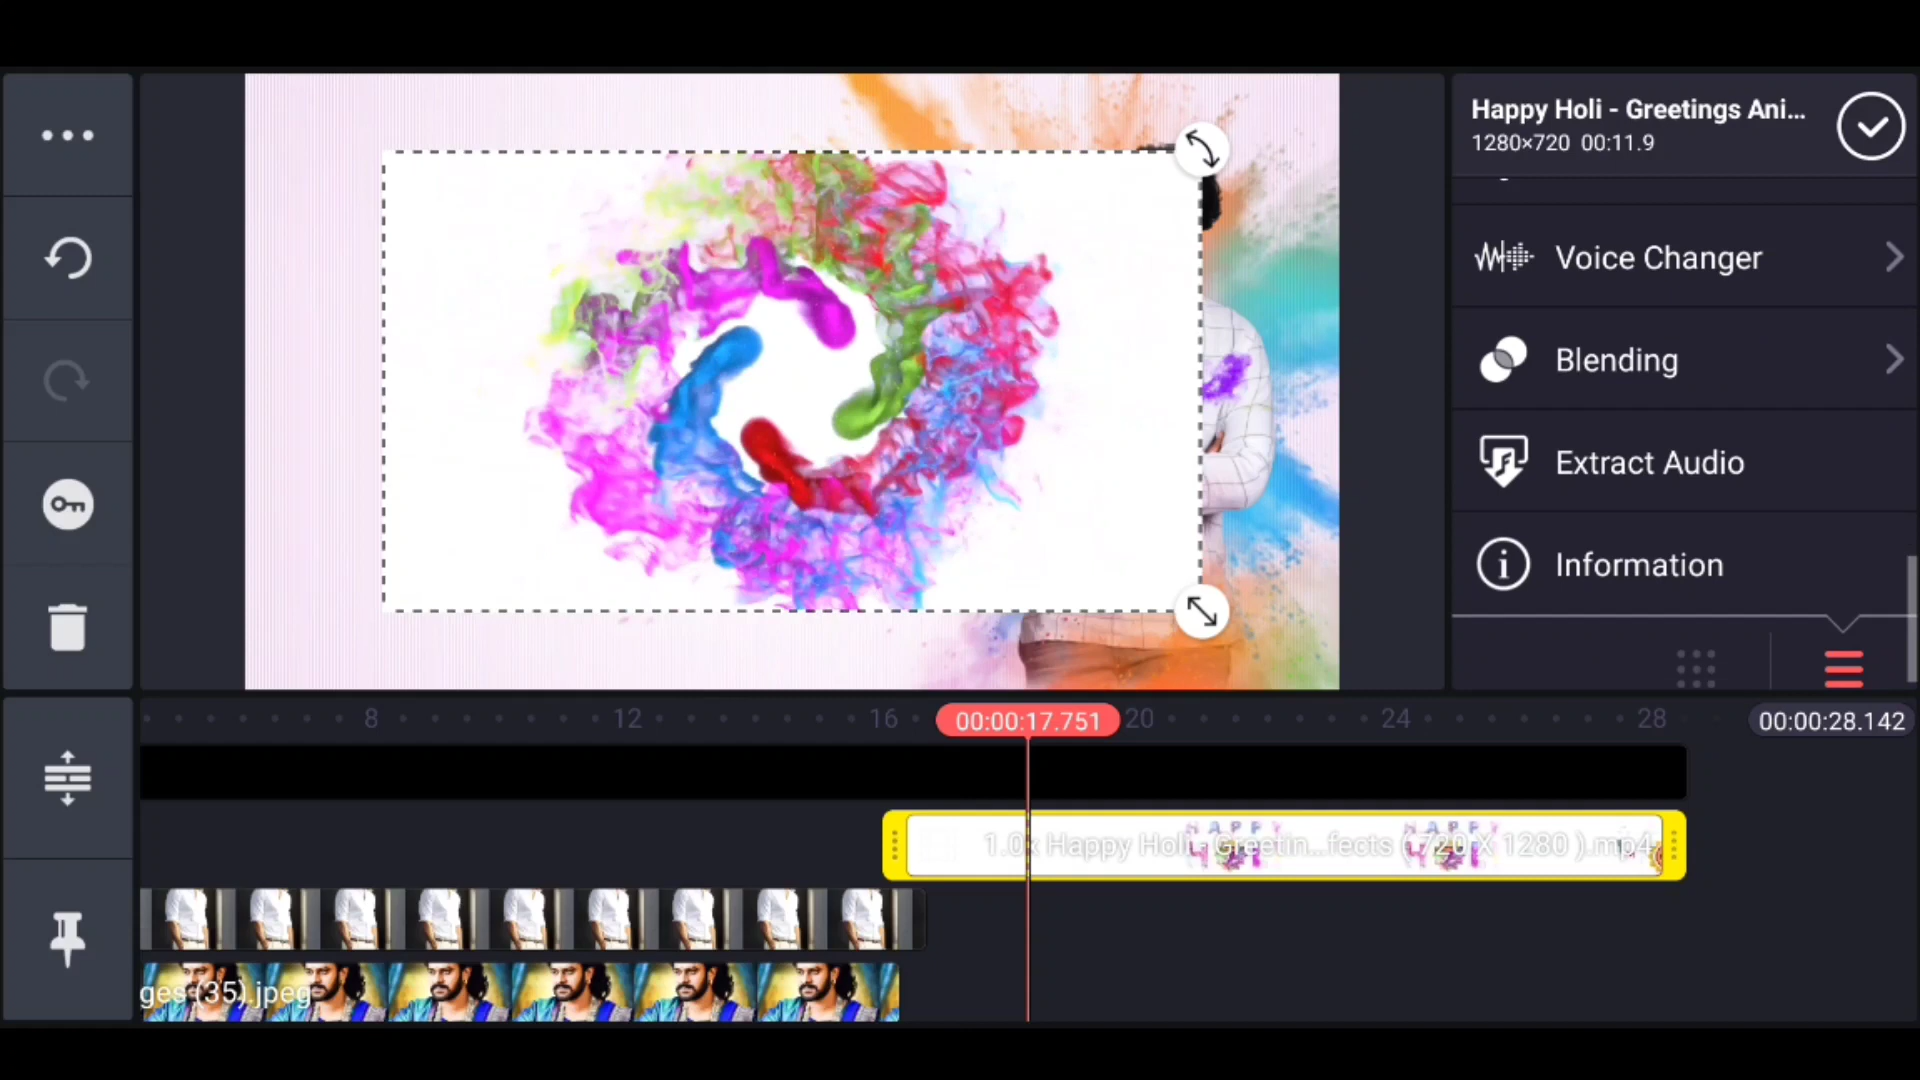 Happy Holi - Greetings Ani...
1280×720 00:11.9
Voice Changer
Blending
Extract Audio
Information
8
12
16
00:00:17.751
20
24
28
00:00:28.142
1.0x Happy Holi - Greetin...fects ( 720 X 1280 ).mp4
ges (35).jpeg